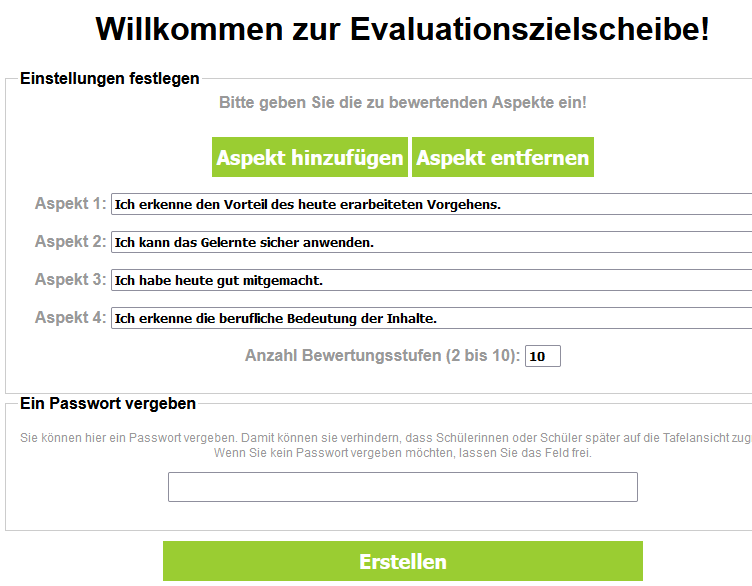 Willkommen zur Evaluationszielscheibe!
Einstellungen festlegen
Bitte geben Sie die zu bewertenden Aspekte ein!
Aspekt hinzufügen Aspekt entfernen
Aspekt 1: Ich erkenne den Vorteil des heute erarbeiteten Vorgehens.
Aspekt 2: Ich kann das Gelernte sicher anwenden.
Aspekt 3: Ich habe heute gut mitgemacht.
Aspekt 4: Ich erkenne die berufliche Bedeutung der Inhalte.
Anzahl Bewertungsstufen (2 bis 10): 10
Ein Passwort vergeben
Sie können hier ein Passwort vergeben. Damit können sie verhindern, dass Schülerinnen oder Schüler später auf die Tafelansicht
Wenn Sie kein Passwort vergeben möchten, lassen Sie das Feld frei.
Erstellen